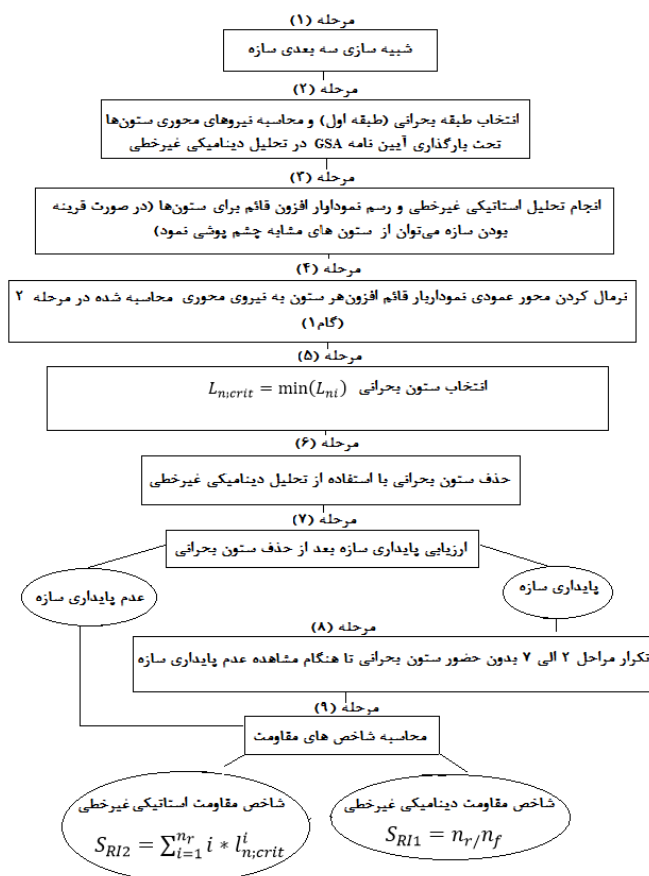 مرحله (۱)
شبیه سازی سه بعدی سازه
مرحله (۲)
انتخاب طبقه بحرانی (طبقه اول) و محاسبه نیروهای محوری ستون‌ها
تحت بارگذاری آیین نامه GSA در تحلیل دینامیکی غیرخطی
مرحله (۳)
انجام تحلیل استاتیکی غیرخطی و رسم نمودار‌بار افزون قائم برای ستون‌ها (در صورت قرینه
بودن سازه می‌توان از ستون های مشابه چشم پوشی نمود)
مرحله (۴)
نرمال کردن محور عمودی نمودار‌بار قائم افزون‌هر ستون به نیروی محوری محاسبه شده در مرحله ۲
(گام۱)
مرحله (۵)
انتخاب ستون بحرانی L_{n;crit} = min(L_{ni})
مرحله (۶)
حذف ستون بحرانی با استفاده از تحلیل دینامیکی غیرخطی
مرحله (۷)
ارزیابی پایداری سازه بعد از حذف ستون بحرانی
پایداری سازه
عدم پایداری سازه
مرحله (۸)
تکرار مراحل ۲ الی ۷ بدون حضور ستون بحرانی تا هنگام مشاهده عدم پایداری سازه
مرحله (۹)
محاسبه شاخص های مقاومت
شاخص مقاومت دینامیکی غیرخطی
S_{RI1} = n_r/n_f
شاخص مقاومت استاتیکی غیرخطی
S_{RI2} = \sum_{i=1}^{n_r} i * l^i_{n;crit}